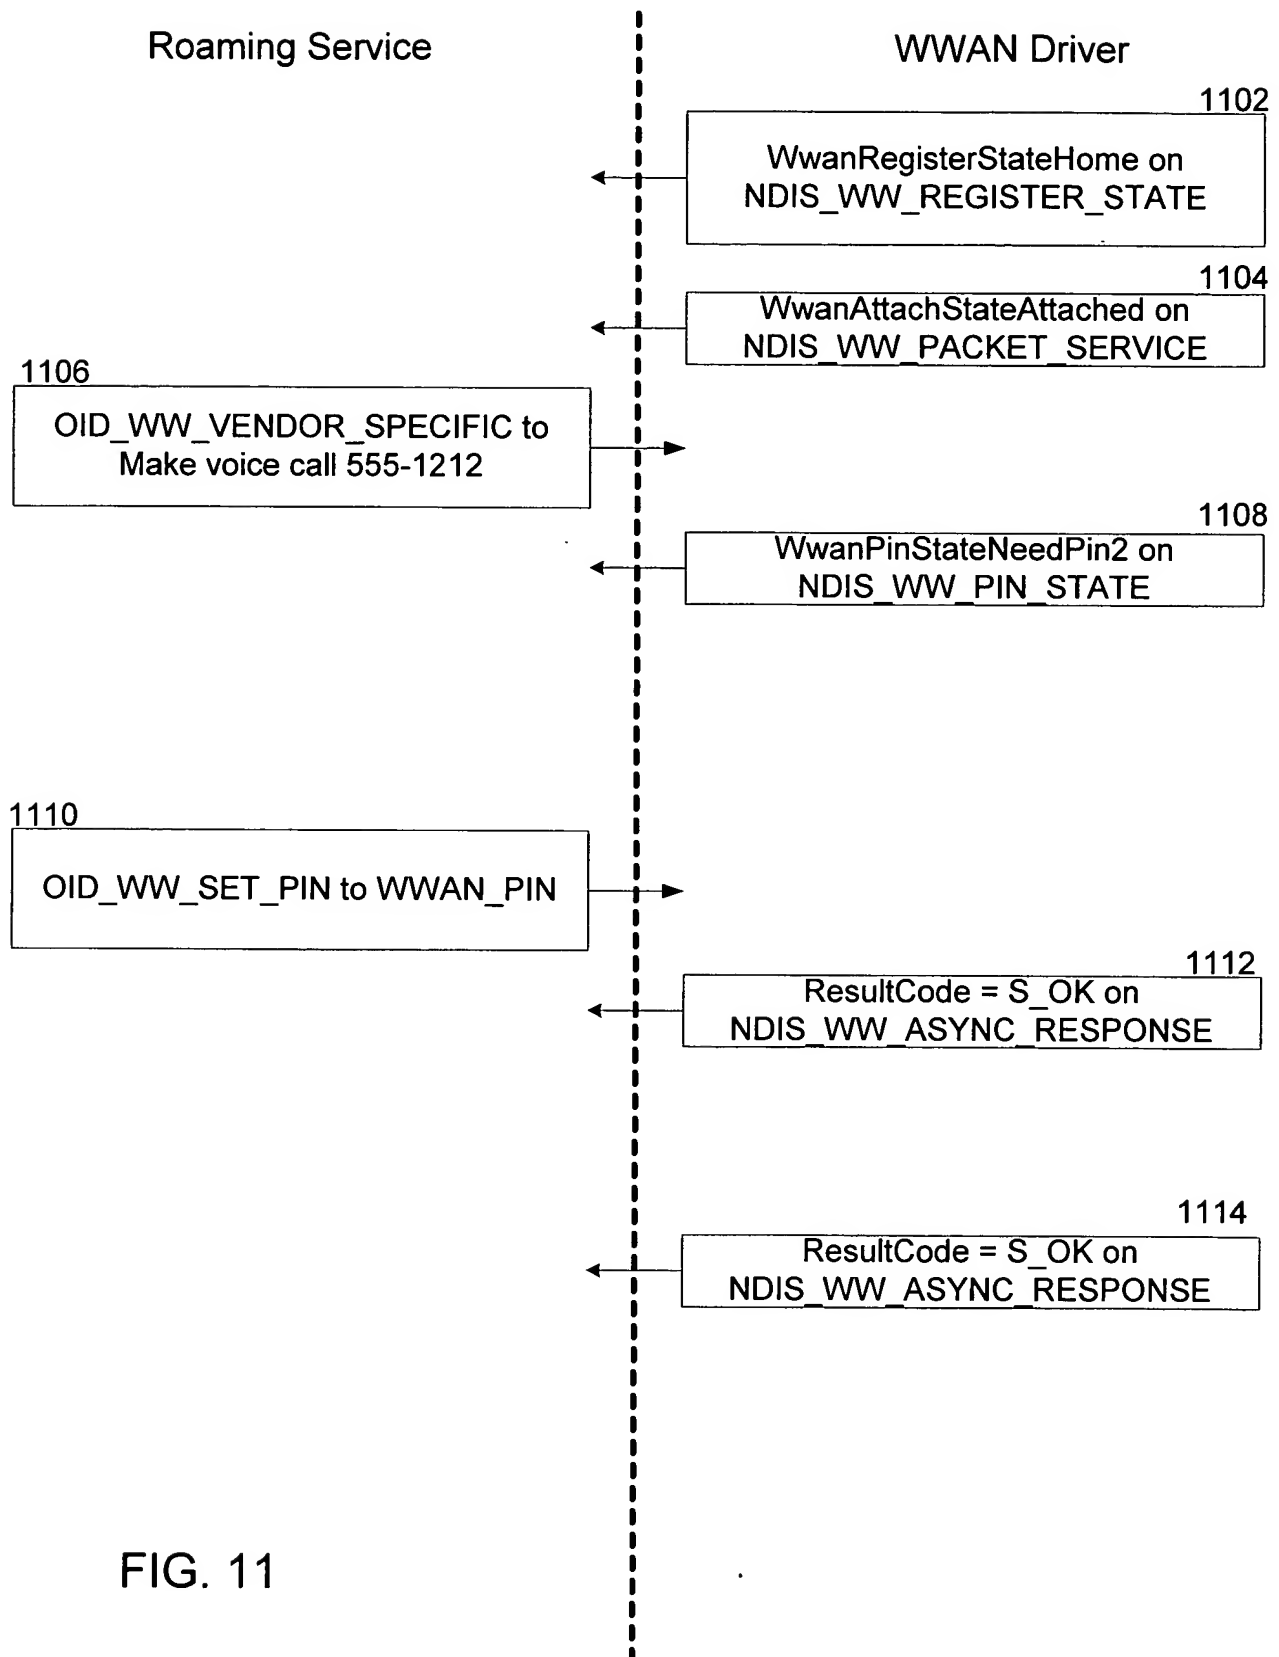 Roaming Service
WWAN Driver
1102
WwanRegisterStateHome on
NDIS_WW_REGISTER_STATE
1104
WwanAttachStateAttached on
NDIS_WW_PACKET_SERVICE
1106
OID_WW_VENDOR_SPECIFIC to
Make voice call 555-1212
1108
WwanPinStateNeedPin2 on
NDIS_WW_PIN_STATE
1110
OID_WW_SET_PIN to WWAN_PIN
1112
ResultCode = S_OK on
NDIS_WW_ASYNC_RESPONSE
1114
ResultCode = S_OK on
NDIS_WW_ASYNC_RESPONSE
FIG. 11